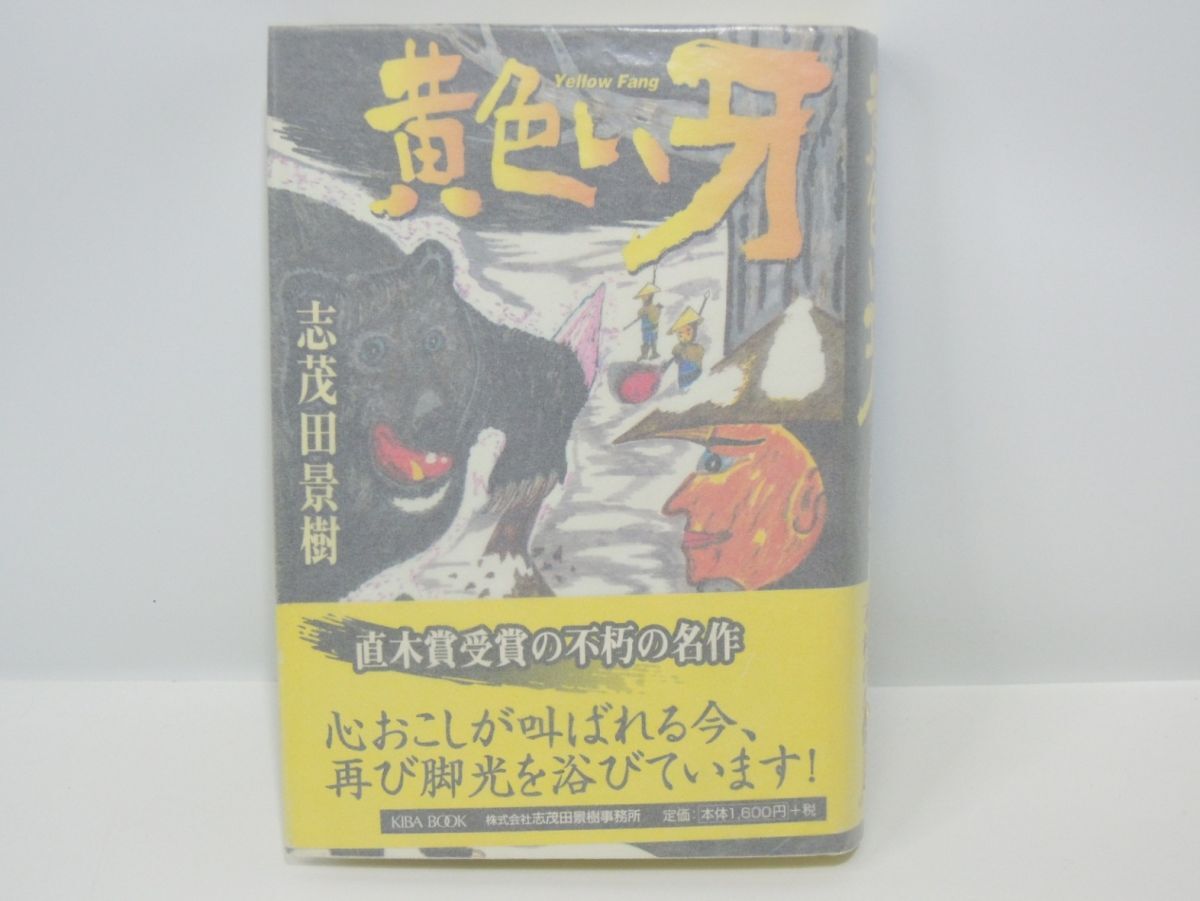 黄色い牙
Yellow Fang
志茂田景樹
直木賞受賞の不朽の名作
心おこしが叫ばれる今、
再び脚光を浴びています!
KIBA BOOK 株式会社志茂田景樹事務所 定価:本体1,600円+税